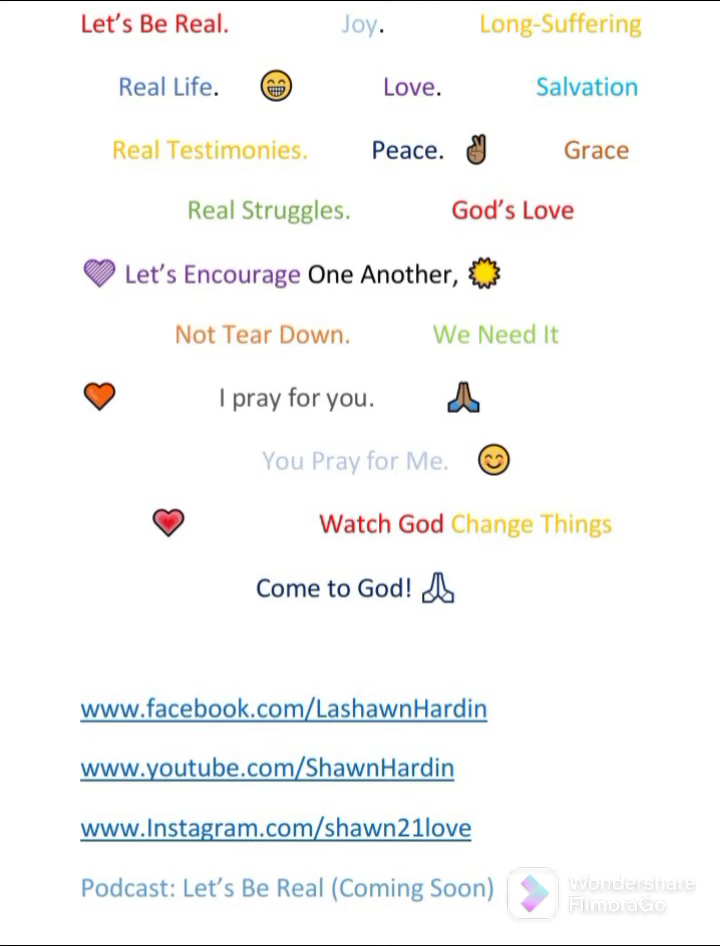 Let's Be Real. Joy. Long-Suffering
Real Life. 😁 Love. Salvation
Real Testimonies. Peace. ✌🏽 Grace
Real Struggles. God's Love
💜 Let's Encourage One Another, ✹
Not Tear Down. We Need It
🧡 I pray for you. 🙏🏽
You Pray for Me. 😊
💗 Watch God Change Things
Come to God! 🙏
www.facebook.com/LashawnHardin
www.youtube.com/ShawnHardin
www.Instagram.com/shawn21love
Podcast: Let's Be Real (Coming Soon)
Wondershare
FilmoraGo